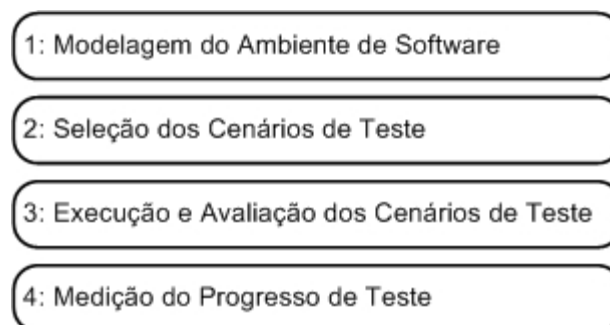 1: Modelagem do Ambiente de Software
2: Seleção dos Cenários de Teste
3: Execução e Avaliação dos Cenários de Teste
4: Medição do Progresso de Teste